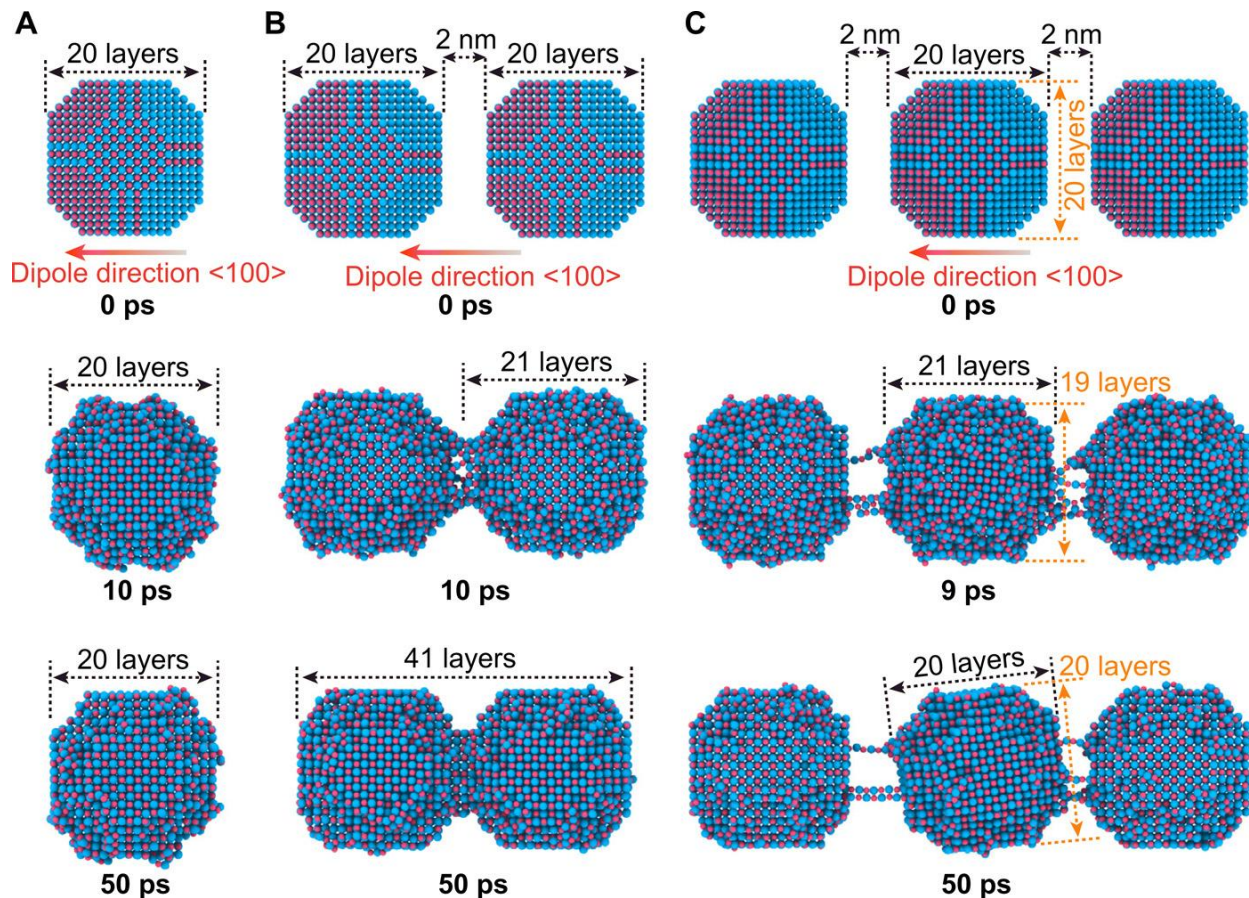 A
20 layers
Dipole direction <100>
0 ps
20 layers
10 ps
20 layers
50 ps
B
20 layers
2 nm
20 layers
Dipole direction <100>
0 ps
21 layers
10 ps
41 layers
50 ps
C
2 nm
20 layers
2 nm
20 layers
Dipole direction <100>
0 ps
21 layers
19 layers
9 ps
20 layers
20 layers
50 ps